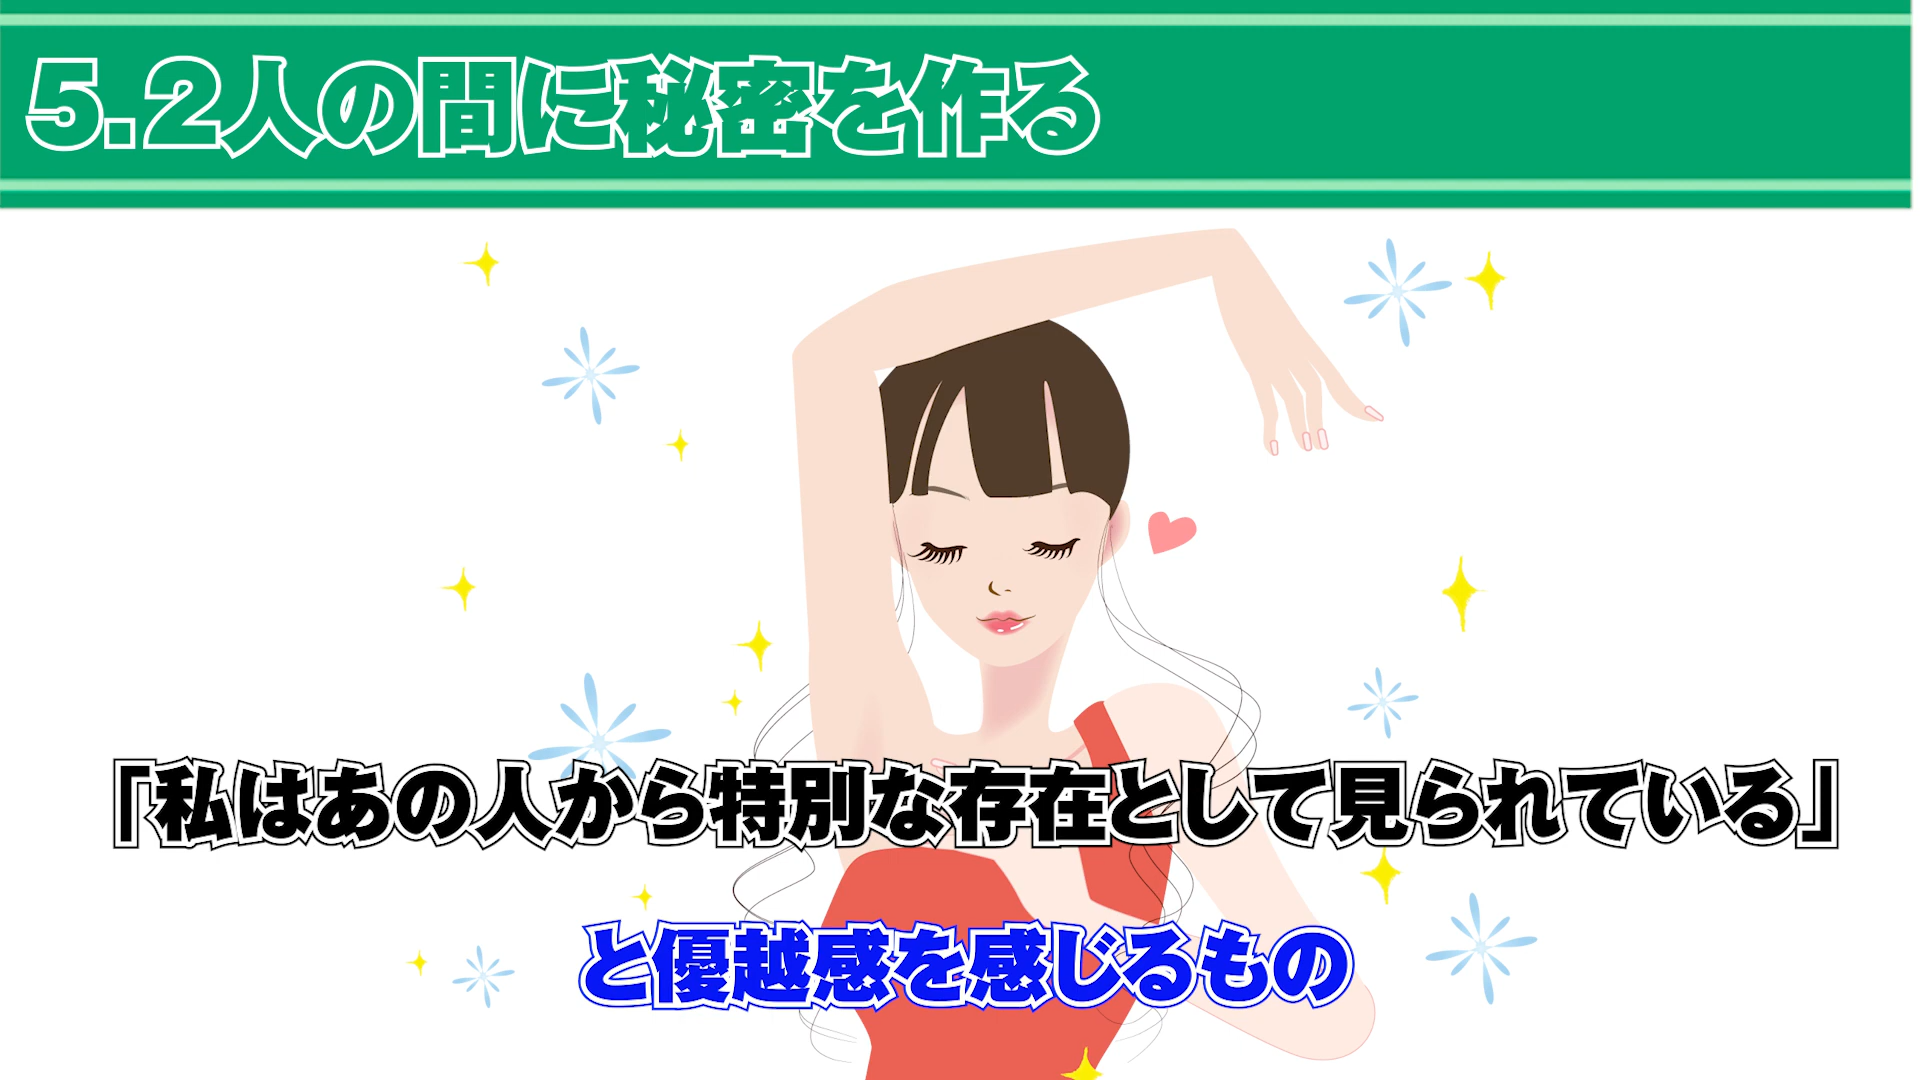 5.2人の間に秘密を作る
「私はあの人から特別な存在として見られている」
と優越感を感じるもの